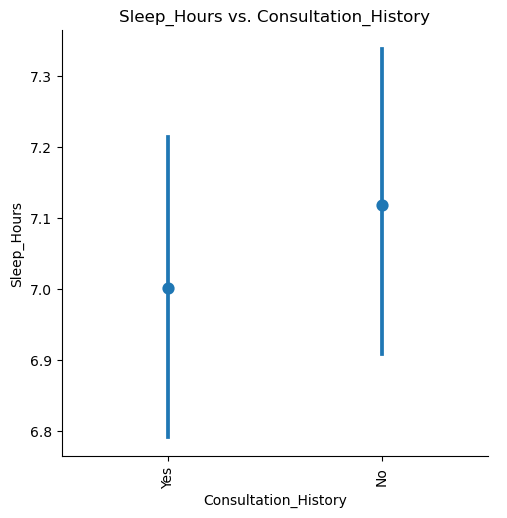 Sleep_Hours vs. Consultation_History
7.3
7.2
7.1
7.0
6.9
6.8
Sleep_Hours
Yes
No
Consultation_History